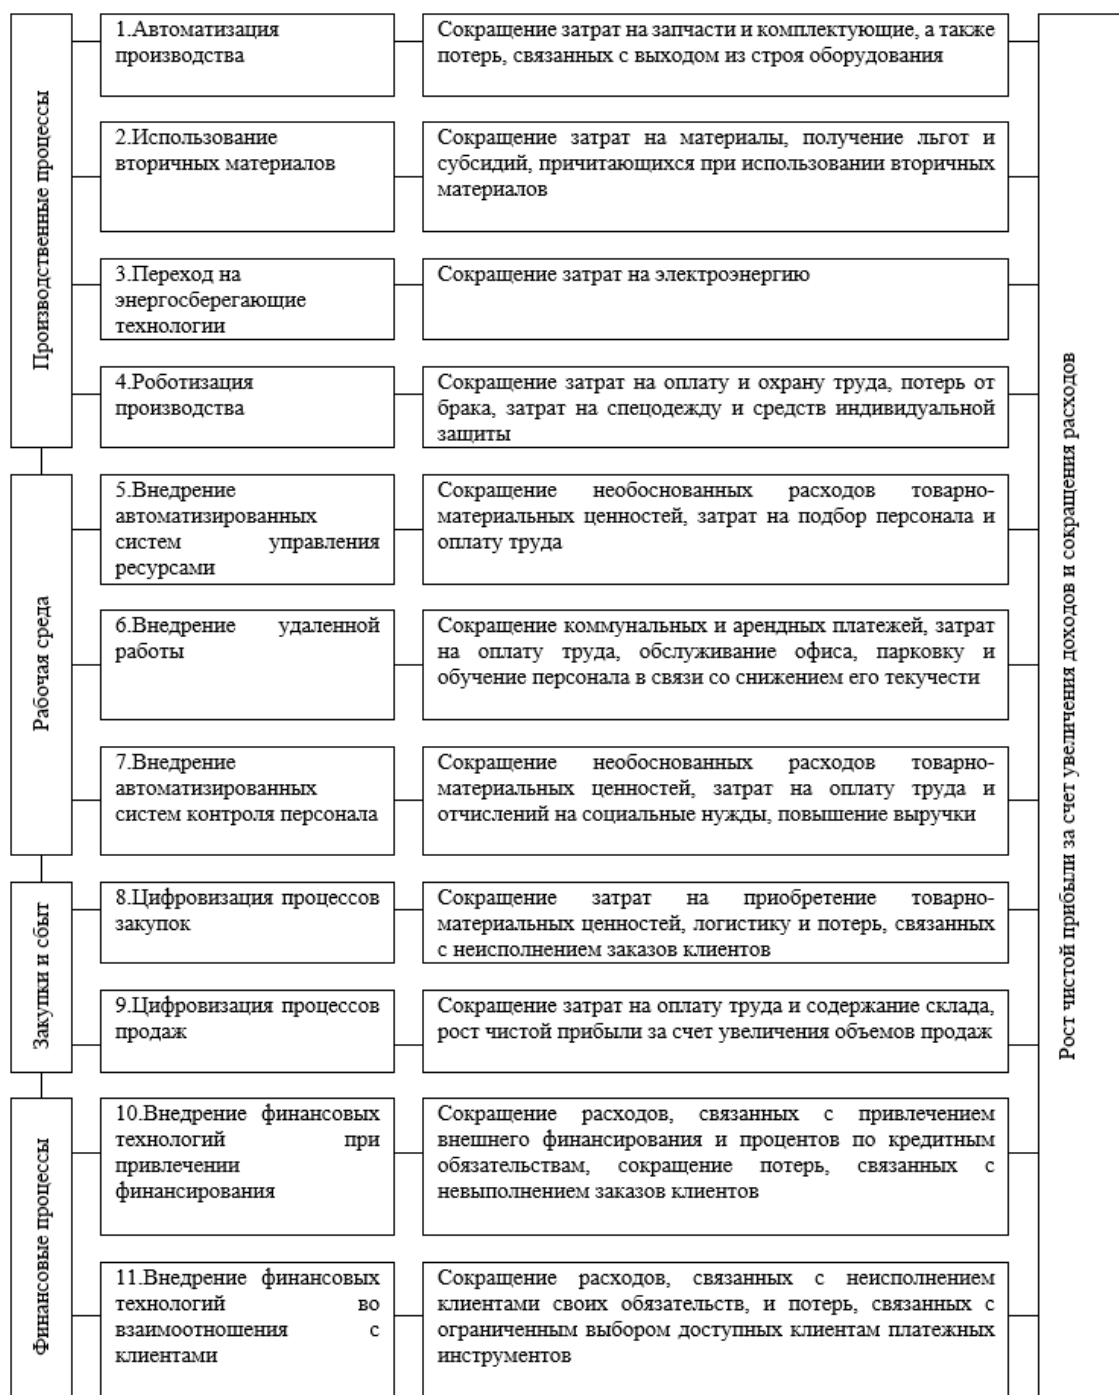 Производственные процессы
1.Автоматизация
производства
Сокращение затрат на запчасти и комплектующие, а также
потерь, связанных с выходом из строя оборудования
2.Использование
вторичных материалов
Сокращение затрат на материалы, получение льгот и
субсидий, причитающихся при использовании вторичных
материалов
3.Переход на
энергосберегающие
технологии
Сокращение затрат на электроэнергию
4.Роботизация
производства
Сокращение затрат на оплату и охрану труда, потерь от
брака, затрат на спецодежду и средств индивидуальной
защиты
Рабочая среда
5.Внедрение
автоматизированных
систем управления
ресурсами
Сокращение необоснованных расходов товарно-
материальных ценностей, затрат на подбор персонала и
оплату труда
6.Внедрение удаленной
работы
Сокращение коммунальных и арендных платежей, затрат
на оплату труда, обслуживание офиса, парковку и
обучение персонала в связи со снижением его текучести
7.Внедрение
автоматизированных
систем контроля персонала
Сокращение необоснованных расходов товарно-
материальных ценностей, затрат на оплату труда и
отчислений на социальные нужды, повышение выручки
Закупки и сбыт
8.Цифровизация процессов
закупок
Сокращение затрат на приобретение товарно-
материальных ценностей, логистику и потерь, связанных
с неисполнением заказов клиентов
9.Цифровизация процессов
продаж
Сокращение затрат на оплату труда и содержание склада,
рост чистой прибыли за счет увеличения объемов продаж
Финансовые процессы
10.Внедрение финансовых
технологий при
привлечении
финансирования
Сокращение расходов, связанных с привлечением
внешнего финансирования и процентов по кредитным
обязательствам, сокращение потерь, связанных с
невыполнением заказов клиентов
11.Внедрение финансовых
технологий во
взаимоотношения с
клиентами
Сокращение расходов, связанных с неисполнением
клиентами своих обязательств, и потерь, связанных с
ограниченным выбором доступных клиентам платежных
инструментов
Рост чистой прибыли за счет увеличения доходов и сокращения расходов